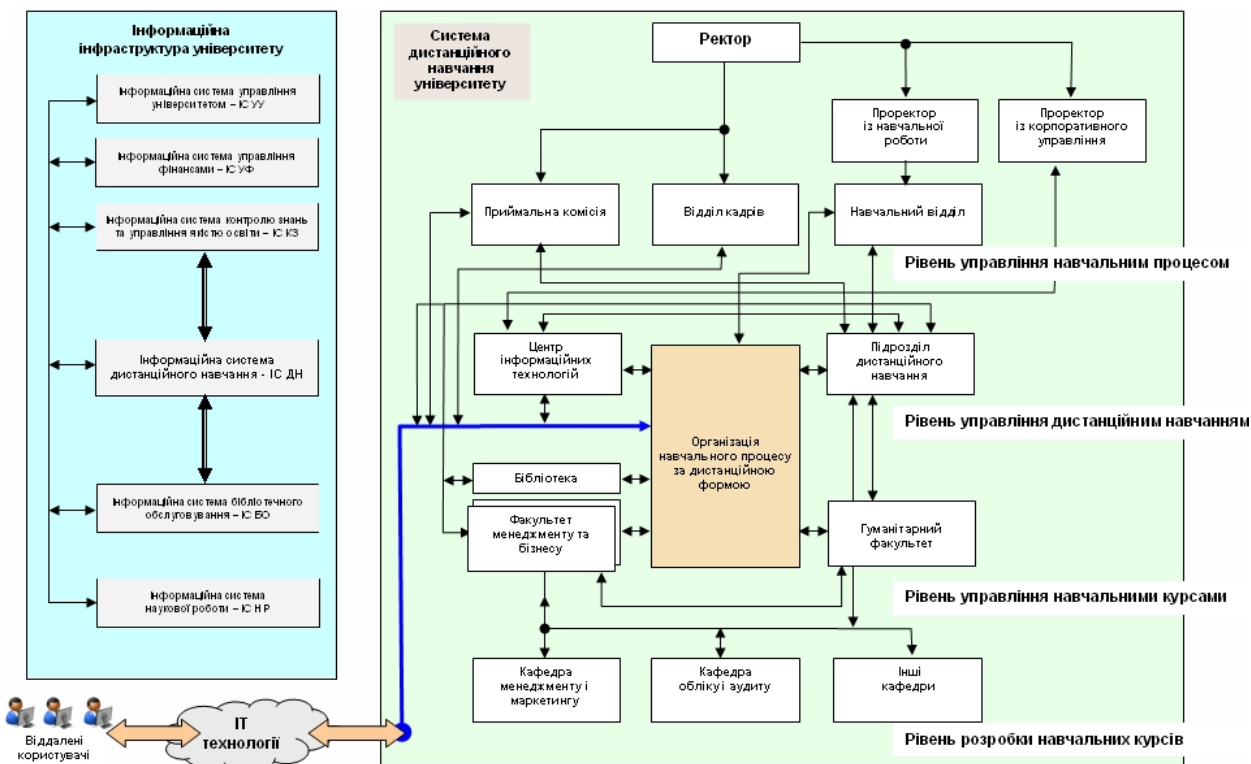 Інформаційна
інфраструктура університету
Інформаційна система управління
університетом – ІС УУ
Інформаційна система управління
фінансами – ІС УФ
Інформаційна система контролю знань
та управління якістю освіти – ІС КЗ
Інформаційна система
дистанційного навчання - ІС ДН
Інформаційна система бібліотечного
обслуговування – ІС БО
Інформаційна система
наукової роботи – ІС НР
Віддалені
користувачі
ІТ
технології
Система
дистанційного
навчання
університету
Ректор
Проректор
із навчальної
роботи
Проректор
із корпоративного
управління
Приймальна комісія
Відділ кадрів
Навчальний відділ
Рівень управління навчальним процесом
Центр
інформаційних
технологій
Підрозділ
дистанційного
навчання
Рівень управління дистанційним навчанням
Організація
навчального процесу
за дистанційною
формою
Бібліотека
Факультет
менеджменту та
бізнесу
Гуманітарний
факультет
Рівень управління навчальними курсами
Кафедра
менеджменту і
маркетингу
Кафедра
обліку і аудиту
Інші
кафедри
Рівень розробки навчальних курсів